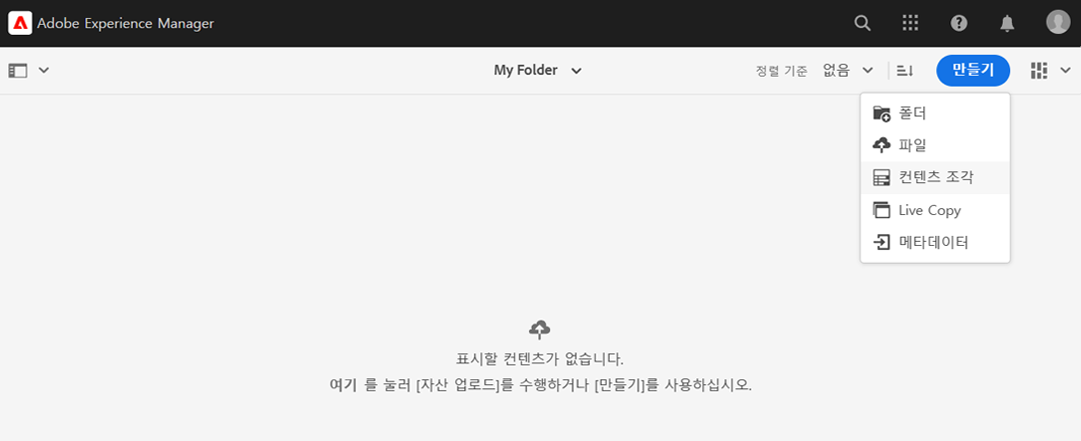 Adobe Experience Manager
My Folder
정렬 기준 없음
만들기
폴더
파일
컨텐츠 조각
Live Copy
메타데이터
표시할 컨텐츠가 없습니다.
여기 를 눌러 [자산 업로드]를 수행하거나 [만들기]를 사용하십시오.